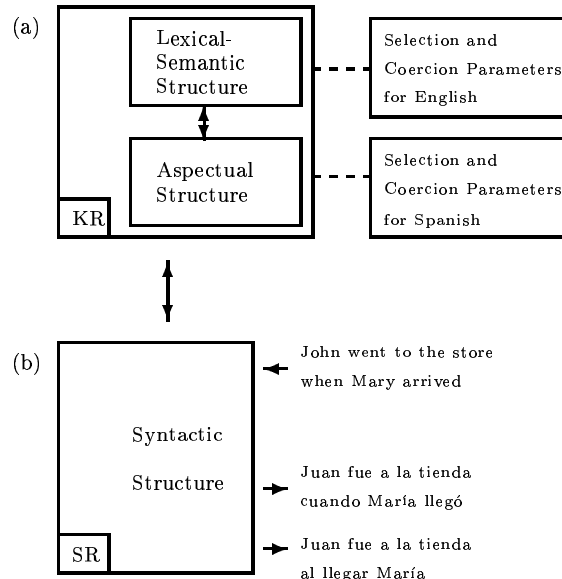 (a)
Lexical-
Semantic
Structure
Selection and
Coercion Parameters
for English
Aspectual
Structure
Selection and
Coercion Parameters
for Spanish
KR
(b)
John went to the store
when Mary arrived
Syntactic
Structure
Juan fue a la tienda
cuando María llegó
SR
Juan fue a la tienda
al llegar María